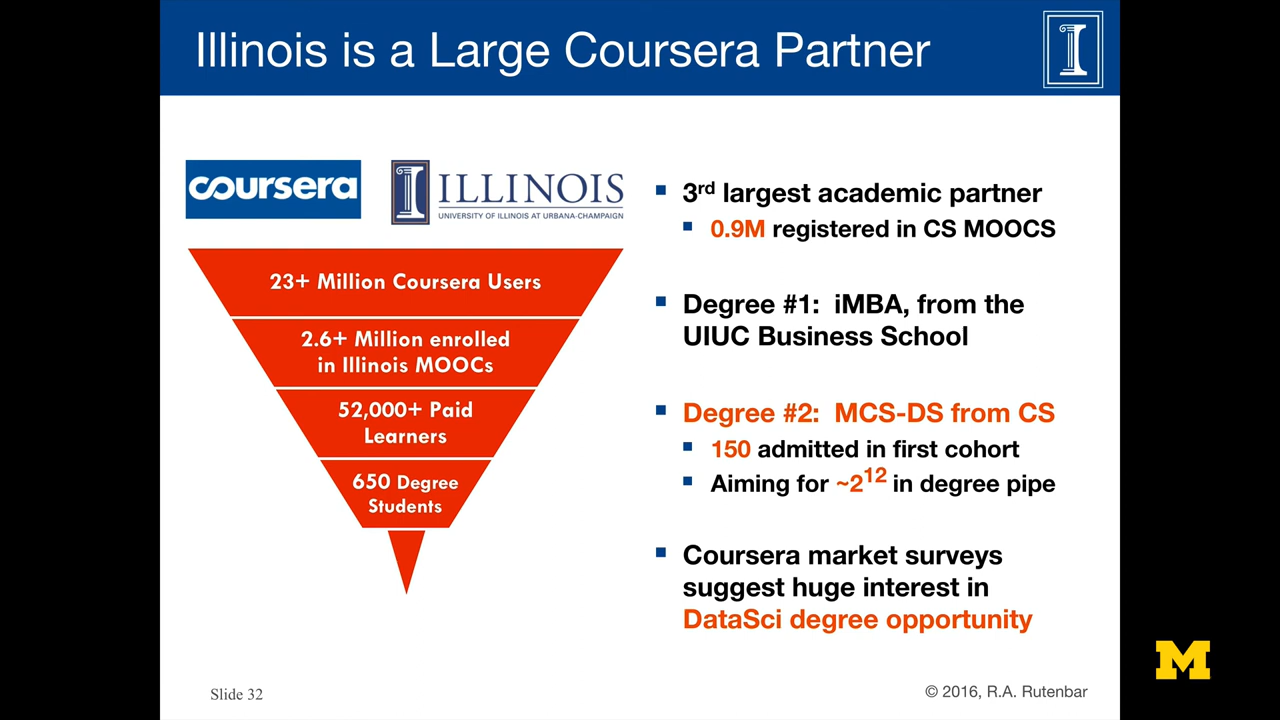 Illinois is a Large Coursera Partner
I
coursera
I ILLINOIS
UNIVERSITY OF ILLINOIS AT URBANA-CHAMPAIGN
23+ Million Coursera Users
2.6+ Million enrolled
in Illinois MOOCs
52,000+ Paid
Learners
650 Degree
Students
3rd largest academic partner
0.9M registered in CS MOOCS
Degree #1: iMBA, from the
UIUC Business School
Degree #2: MCS-DS from CS
150 admitted in first cohort
Aiming for ~2^12 in degree pipe
Coursera market surveys
suggest huge interest in
DataSci degree opportunity
Slide 32
© 2016, R.A. Rutenbar
M